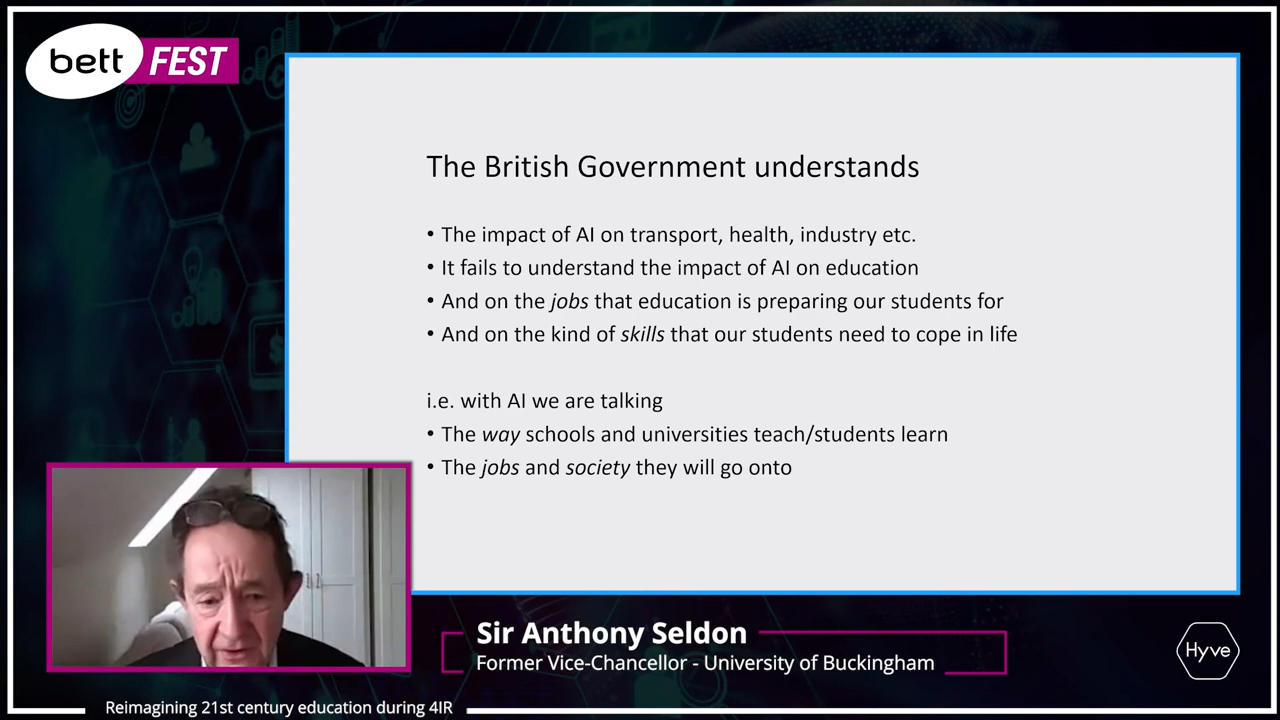 bett FEST
The British Government understands
• The impact of AI on transport, health, industry etc.
• It fails to understand the impact of AI on education
• And on the jobs that education is preparing our students for
• And on the kind of skills that our students need to cope in life
i.e. with AI we are talking
• The way schools and universities teach/students learn
• The jobs and society they will go onto
Sir Anthony Seldon
Former Vice-Chancellor - University of Buckingham
Hyve
Reimagining 21st century education during 4IR